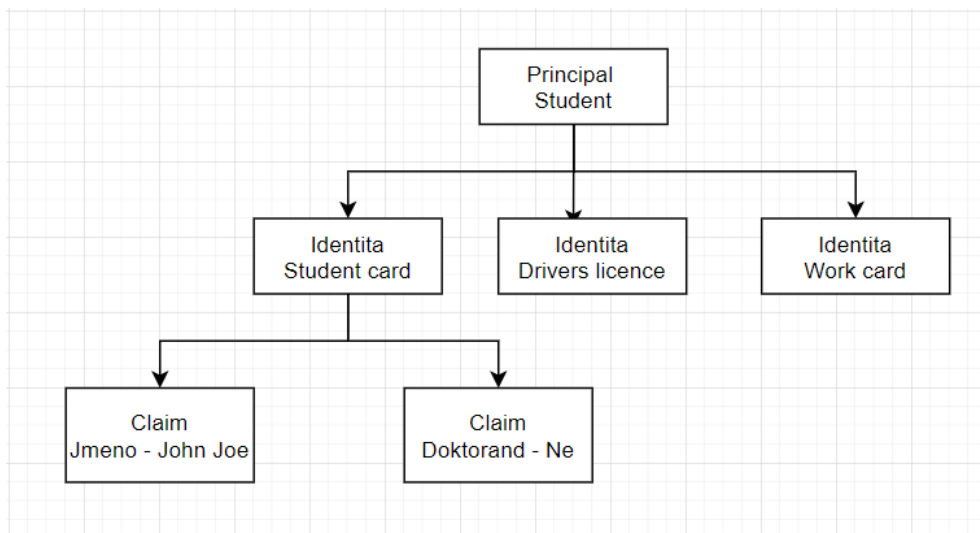 Principal
Student
Identita
Student card
Identita
Drivers licence
Identita
Work card
Claim
Jmeno - John Joe
Claim
Doktorand - Ne